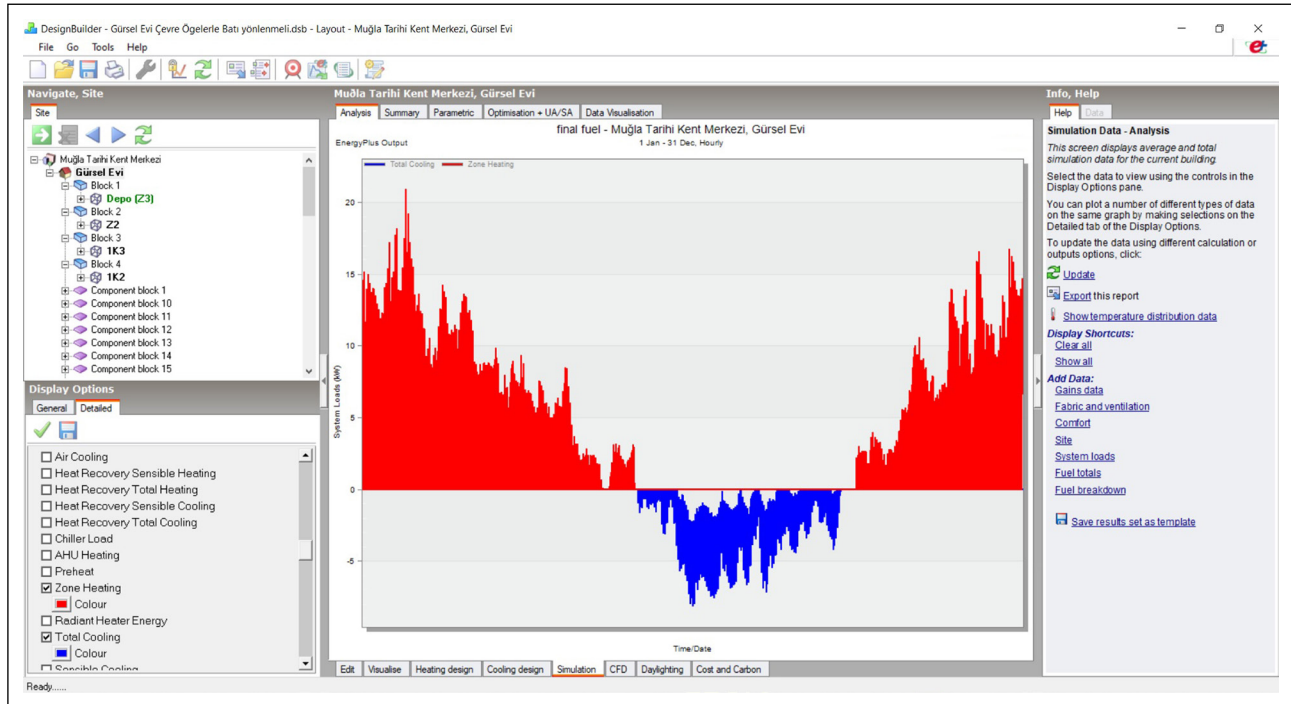 DesignBuilder - Gürsel Evi Çevre Ögelerle Batı yönlenmeli.dsb - Layout - Muğla Tarihi Kent Merkezi, Gürsel Evi
File Go Tools Help
Navigate, Site
Site
Muğla Tarihi Kent Merkezi
Gürsel Evi
Block 1
Depo (Z3)
Block 2
Z2
Block 3
1K3
Block 4
1K2
Component block 1
Component block 10
Component block 11
Component block 12
Component block 13
Component block 14
Component block 15
Display Options
General Detailed
Air Cooling
Heat Recovery Sensible Heating
Heat Recovery Total Heating
Heat Recovery Sensible Cooling
Heat Recovery Total Cooling
Chiller Load
AHU Heating
Preheat
Zone Heating
Colour
Radiant Heater Energy
Total Cooling
Colour
Sensible Cooling
Ready......
Muðla Tarihi Kent Merkezi, Gürsel Evi
Analysis Summary Parametric Optimisation + UA/SA Data Visualisation
final fuel - Muğla Tarihi Kent Merkezi, Gürsel Evi
EnergyPlus Output
1 Jan - 31 Dec, Hourly
Total Cooling Zone Heating
20
15
10
5
0
-5
System Loads (kW)
Time/Date
Edit Visualise Heating design Cooling design Simulation CFD Daylighting Cost and Carbon
Info, Help
Help Data
Simulation Data - Analysis
This screen displays average and total
simulation data for the current building.
Select the data to view using the controls in the
Display Options pane.
You can plot a number of different types of data
on the same graph by making selections on the
Detailed tab of the Display Options.
To update the data using different calculation or
outputs options, click:
Update
Export this report
Show temperature distribution data
Display Shortcuts:
Clear all
Show all
Add Data:
Gains data
Fabric and ventilation
Comfort
Site
System loads
Fuel totals
Fuel breakdown
Save results set as template